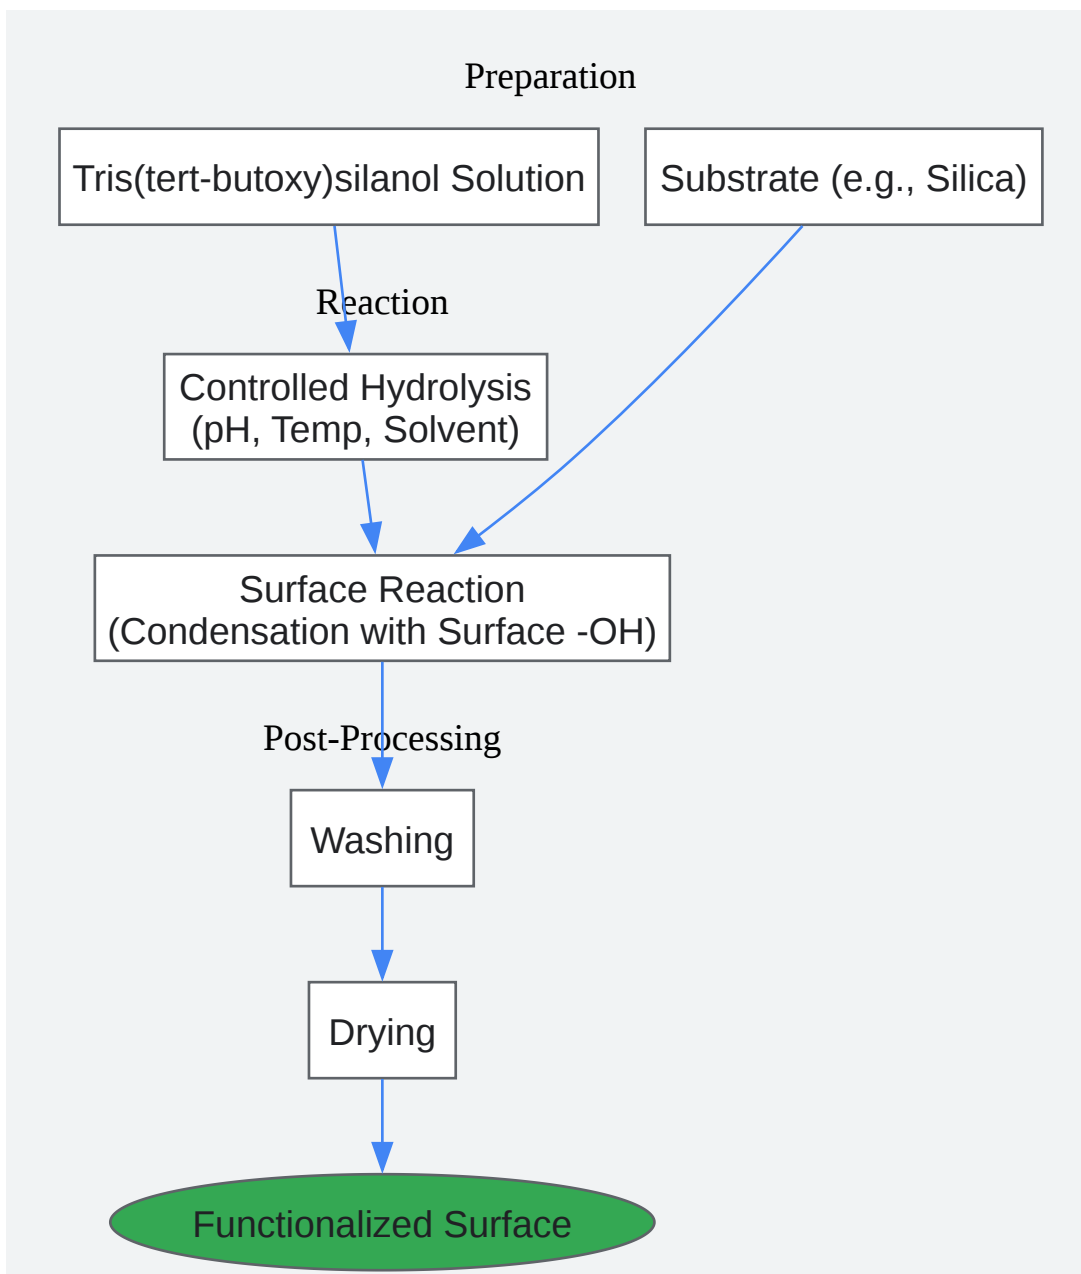 Preparation
Tris(tert-butoxy)silanol Solution
Substrate (e.g., Silica)
Reaction
Controlled Hydrolysis
(pH, Temp, Solvent)
Surface Reaction
(Condensation with Surface -OH)
Post-Processing
Washing
Drying
Functionalized Surface